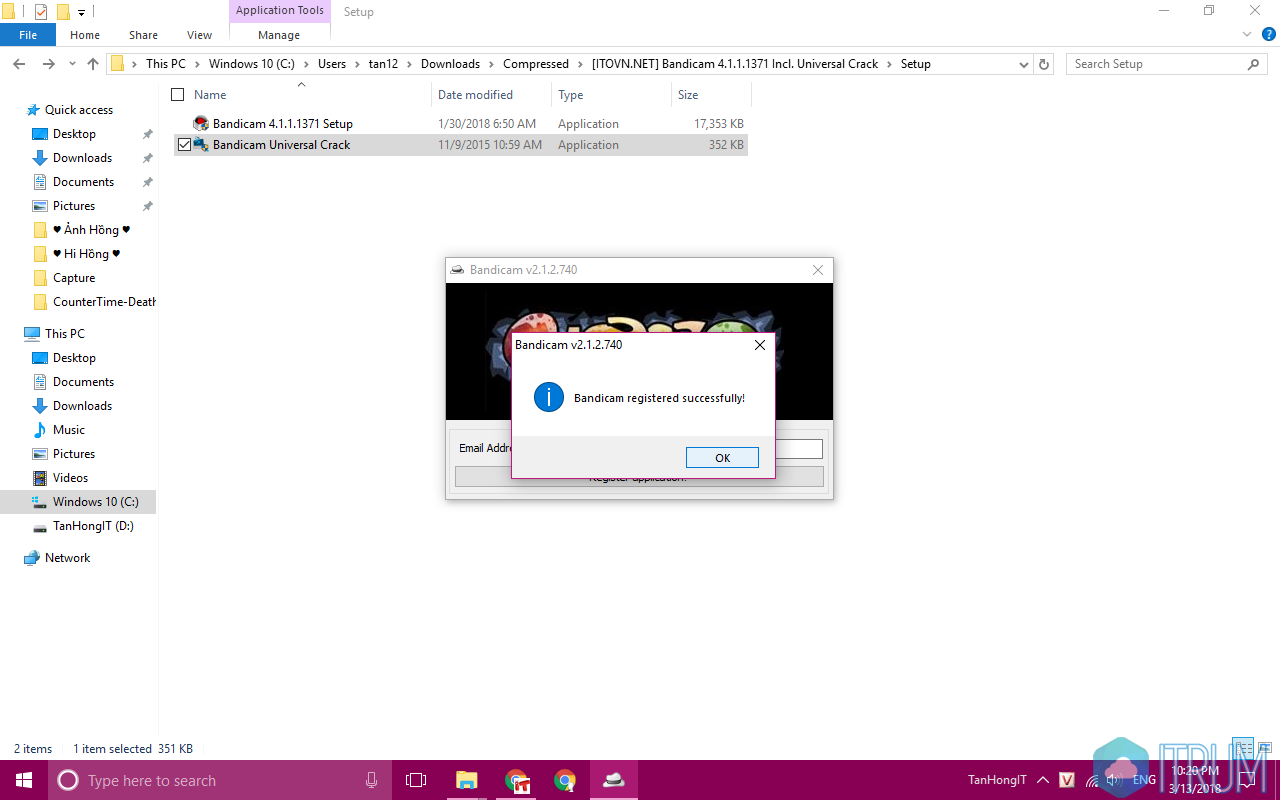 Application Tools
Setup
File
Home
Share
View
Manage
This PC
Windows 10 (C:)
Users
tan12
Downloads
Compressed
[ITOVN.NET] Bandicam 4.1.1.1371 Incl. Universal Crack
Setup
Search Setup
Name
Date modified
Type
Size
Bandicam 4.1.1.1371 Setup
1/30/2018 6:50 AM
Application
17,353 KB
Bandicam Universal Crack
11/9/2015 10:59 AM
Application
352 KB
Quick access
Desktop
Downloads
Documents
Pictures
♥ Ảnh Hồng ♥
♥ Hi Hồng ♥
Capture
CounterTime-Death
This PC
Desktop
Documents
Downloads
Music
Pictures
Videos
Windows 10 (C:)
TanHongIT (D:)
Network
Bandicam v2.1.2.740
Bandicam v2.1.2.740
Bandicam registered successfully!
OK
Email Addre
Register application!
2 items
1 item selected
351 KB
Type here to search
TanHongIT
V
ENG
10:20 PM
3/13/2018
ITRUM